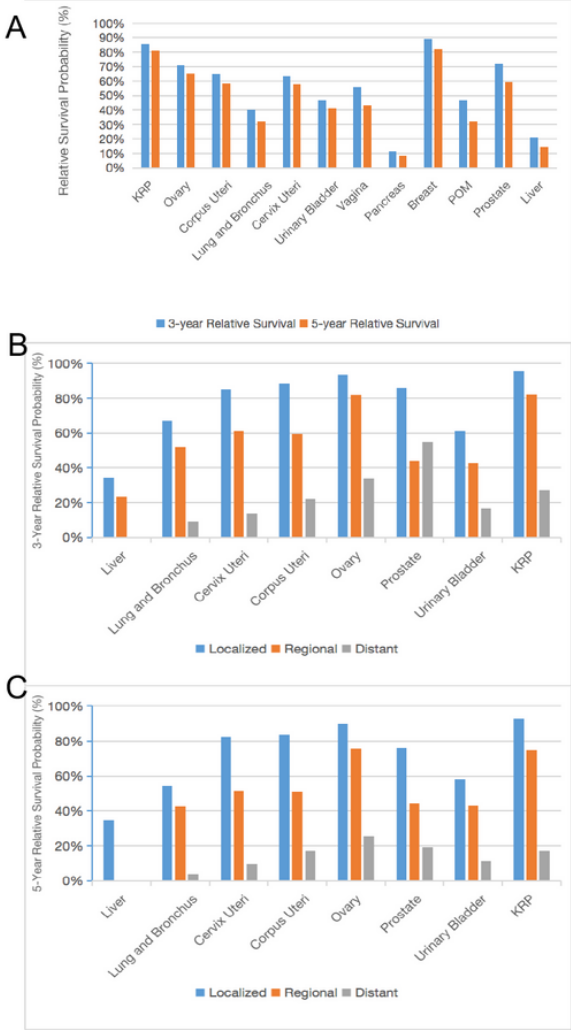 A
Relative Survival Probability (%)
100%
90%
80%
70%
60%
50%
40%
30%
20%
10%
0%
KRP
Ovary
Corpus Uteri
Lung and Bronchus
Cervix Uteri
Urinary Bladder
Vagina
Pancreas
Breast
POM
Prostate
Liver
3-year Relative Survival 5-year Relative Survival
B
3-Year Relative Survival Probability (%)
100%
80%
60%
40%
20%
0%
Liver
Lung and Bronchus
Cervix Uteri
Corpus Uteri
Ovary
Prostate
Urinary Bladder
KRP
Localized Regional Distant
C
5-Year Relative Survival Probability (%)
100%
80%
60%
40%
20%
0%
Liver
Lung and Bronchus
Cervix Uteri
Corpus Uteri
Ovary
Prostate
Urinary Bladder
KRP
Localized Regional Distant